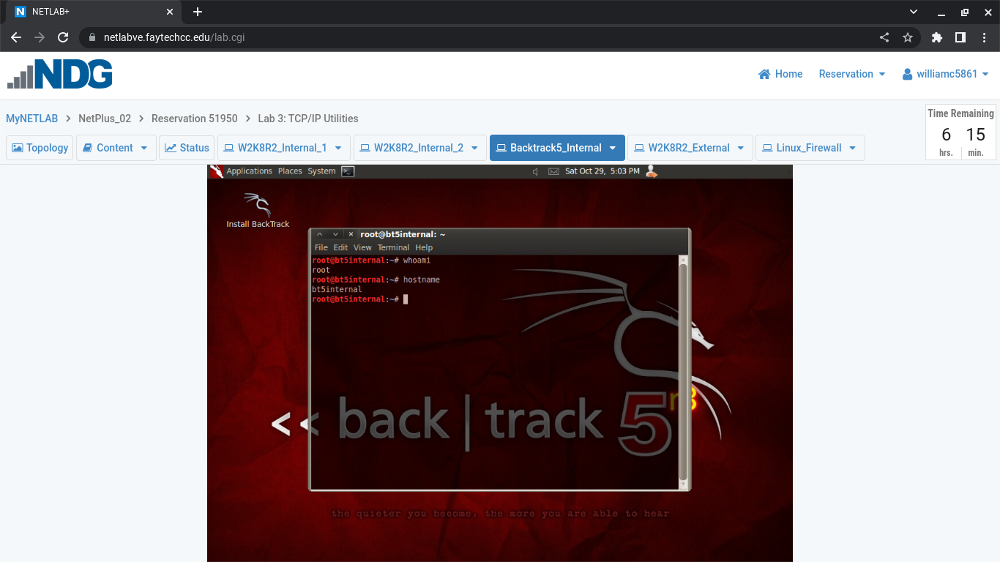 NETLAB+
netlabve.faytechcc.edu/lab.cgi
NDG
Home Reservation williamc5861
MyNETLAB > NetPlus_02 > Reservation 51950 > Lab 3: TCP/IP Utilities
Time Remaining
6 15
hrs. min.
Topology Content Status W2K8R2_Internal_1 W2K8R2_Internal_2 Backtrack5_Internal W2K8R2_External Linux_Firewall
Applications Places System Sat Oct 29, 5:03 PM
Install BackTrack
root@bt5internal: ~
File Edit View Terminal Help
root@bt5internal:~# whoami
root
root@bt5internal:~# hostname
bt5internal
root@bt5internal:~#
<< back | track 5 r3
the quieter you become, the more you are able to hear